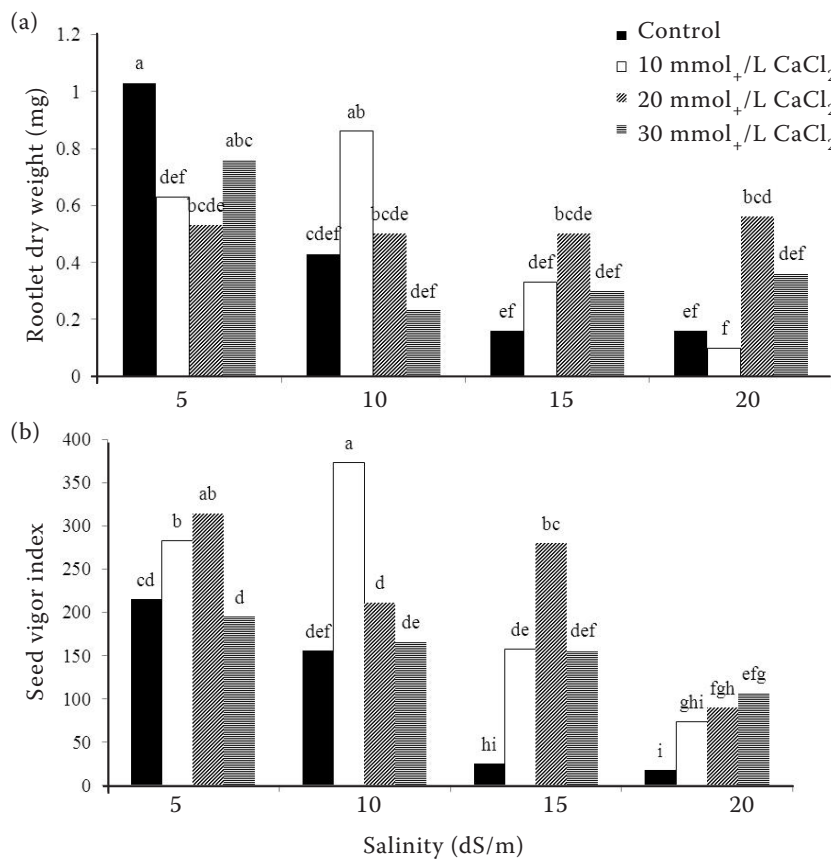 (a)
Rootlet dry weight (mg)
1.2
1
0.8
0.6
0.4
0.2
0
a
def
bcde
abc
cdef
ab
bcde
def
ef
def
bcde
def
ef
f
bcd
def
5
10
15
20
Control
10 mmol₊/L CaCl₂
20 mmol₊/L CaCl₂
30 mmol₊/L CaCl₂
(b)
Seed vigor index
400
350
300
250
200
150
100
50
0
cd
b
ab
d
def
a
d
de
hi
de
bc
def
i
ghi
fgh
efg
5
10
15
20
Salinity (dS/m)